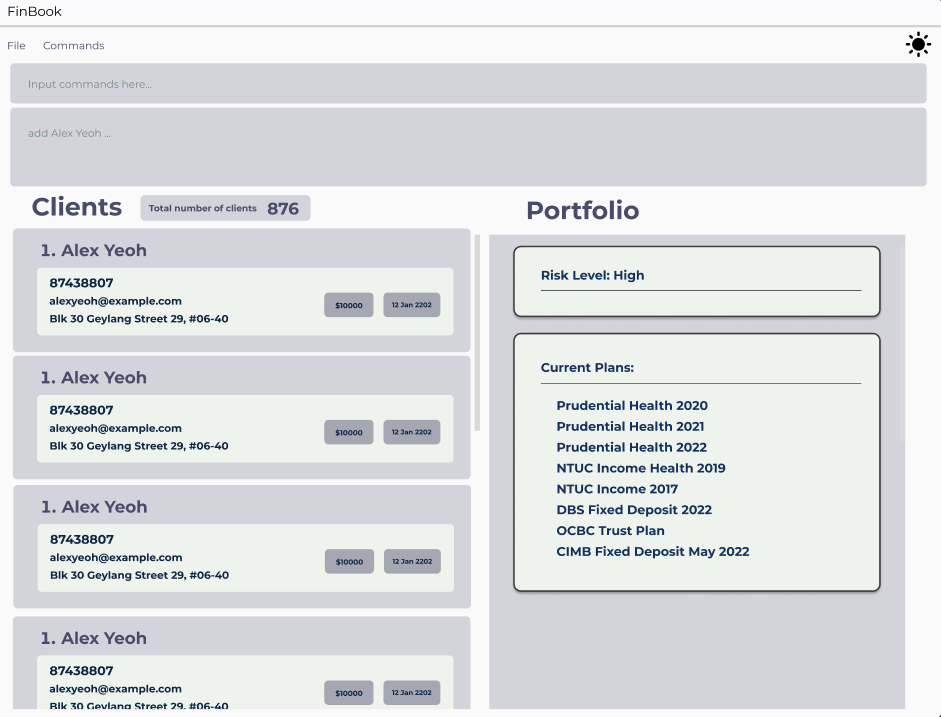 FinBook
File Commands
Input commands here...
add Alex Yeoh ...
Clients
Total number of clients 876
1. Alex Yeoh
87438807
alexyeoh@example.com
Blk 30 Geylang Street 29, #06-40
$10000
12 Jan 2202
1. Alex Yeoh
87438807
alexyeoh@example.com
Blk 30 Geylang Street 29, #06-40
$10000
12 Jan 2202
1. Alex Yeoh
87438807
alexyeoh@example.com
Blk 30 Geylang Street 29, #06-40
$10000
12 Jan 2202
1. Alex Yeoh
87438807
alexyeoh@example.com
Blk 30 Geylang Street 29, #06-40
$10000
12 Jan 2202
Portfolio
Risk Level: High
Current Plans:
Prudential Health 2020
Prudential Health 2021
Prudential Health 2022
NTUC Income Health 2019
NTUC Income 2017
DBS Fixed Deposit 2022
OCBC Trust Plan
CIMB Fixed Deposit May 2022